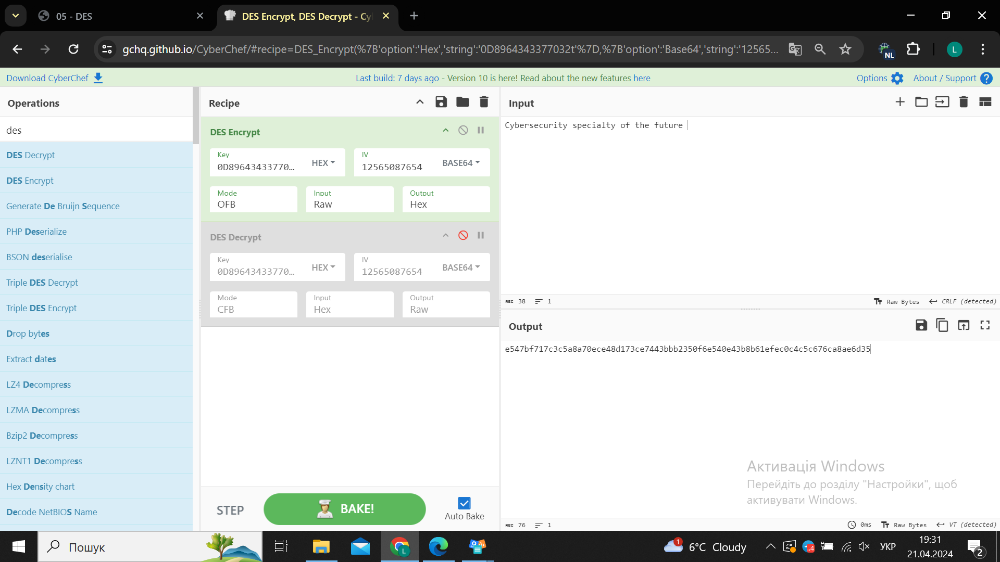 05 - DES
DES Encrypt, DES Decrypt - Cy
gchq.github.io/CyberChef/#recipe=DES_Encrypt(%7B'option':'Hex','string':'0D8964343377032t'%7D,%7B'option':'Base64','string':'12565...
NL
L
Download CyberChef
Last build: 7 days ago - Version 10 is here! Read about the new features here
Options
About / Support
Operations
des
DES Decrypt
DES Encrypt
Generate De Bruijn Sequence
PHP Deserialize
BSON deserialise
Triple DES Decrypt
Triple DES Encrypt
Drop bytes
Extract dates
LZ4 Decompress
LZMA Decompress
Bzip2 Decompress
LZNT1 Decompress
Hex Density chart
Decode NetBIOS Name
Recipe
DES Encrypt
Key
0D8964343377O...
HEX
IV
12565087654
BASE64
Mode
OFB
Input
Raw
Output
Hex
DES Decrypt
Key
0D89643433770...
HEX
IV
12565087654
BASE64
Mode
CFB
Input
Hex
Output
Raw
STEP
BAKE!
Auto Bake
Input
Cybersecurity specialty of the future
ABC 38
1
Tr Raw Bytes
CRLF (detected)
Output
e547bf717c3c5a8a70ece48d173ce7443bbb2350f6e540e43b8b61efec0c4c5c676ca8ae6d35
Активація Windows
Перейдіть до розділу "Настройки", щоб
активувати Windows.
ABC 76
1
0ms
Tr Raw Bytes
VT (detected)
Пошук
L
1
6°C Cloudy
..4
УКР
19:31
21.04.2024
2